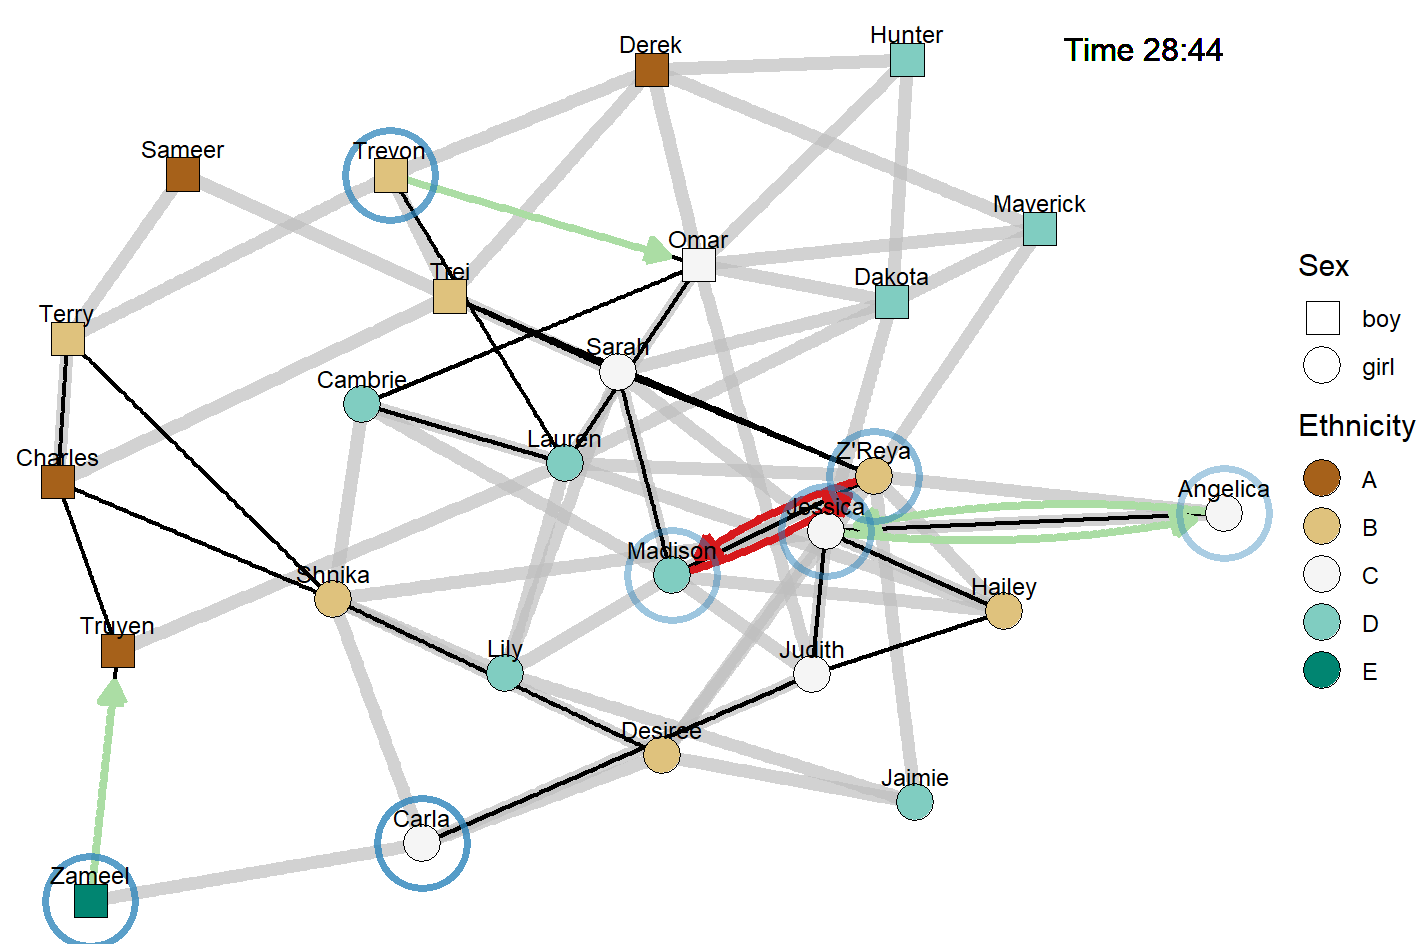 Hunter
Derek
Time 28:44
Sameer
Trevon
Maverick
Omar
Trei
Dakota
Sex
Terry
boy
Sarah
girl
Cambrie
Ethnicity
Lauren
Z'Reya
Charles
A
Angelica
Jessica
B
Madison
Shnika
C
Hailey
Truyen
D
Lily
Judith
E
Desiree
Jaimie
Carla
Zameel